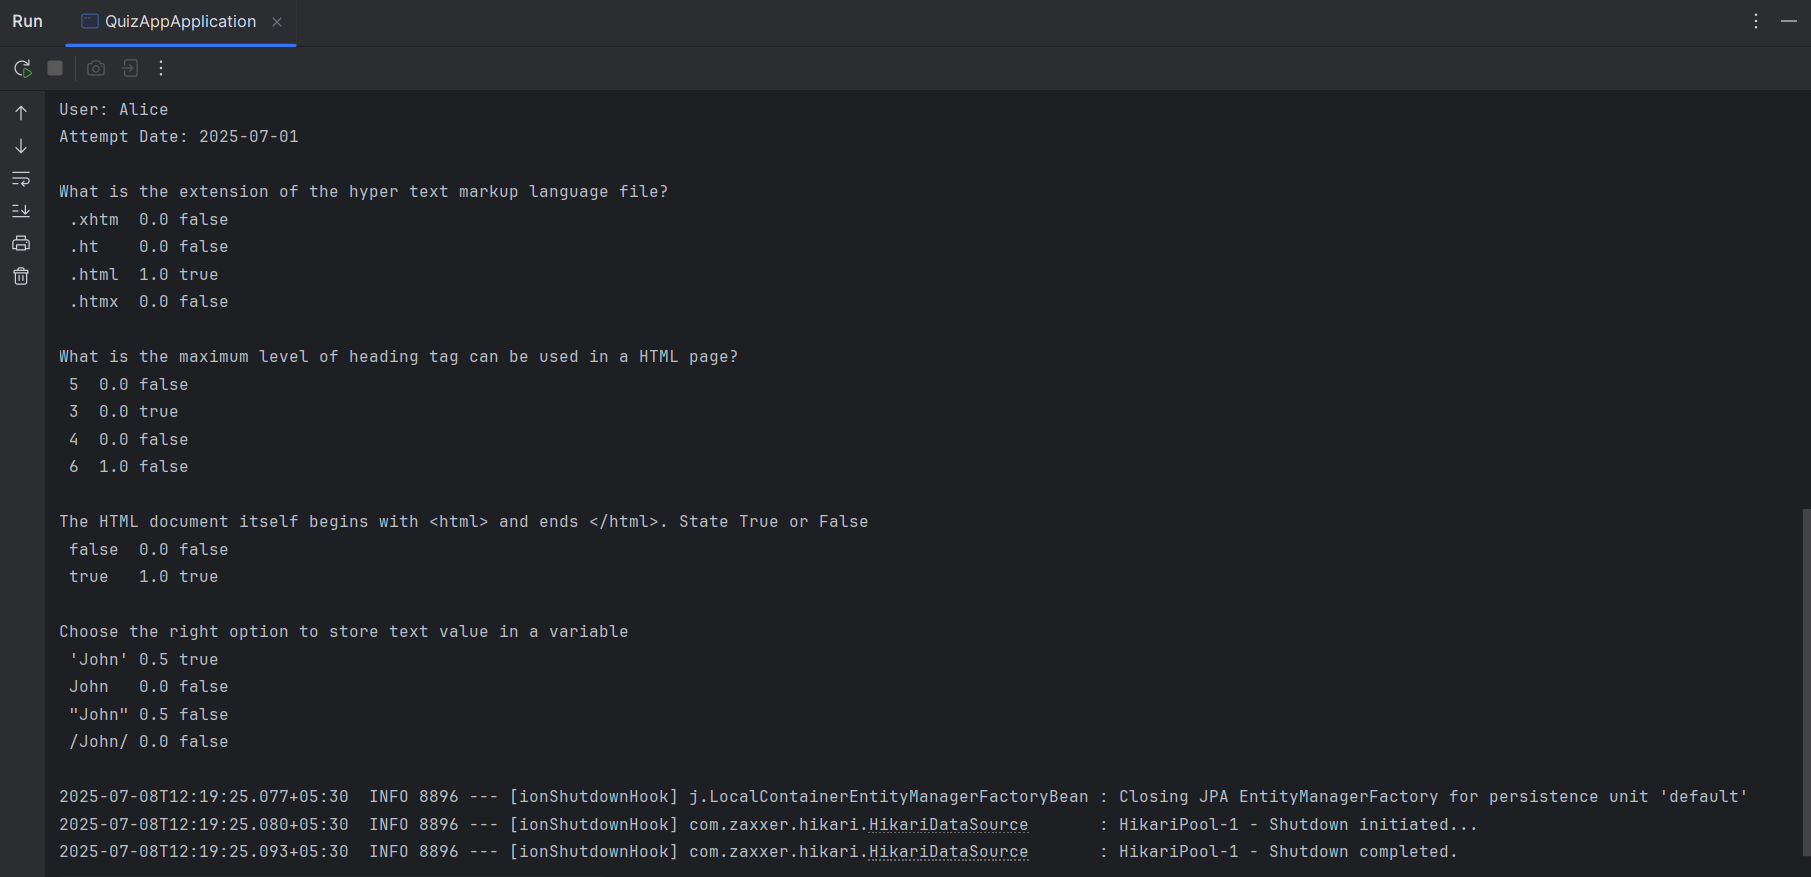 Run QuizAppApplication
User: Alice
Attempt Date: 2025-07-01
What is the extension of the hyper text markup language file?
.xhtm  0.0 false
.ht    0.0 false
.html  1.0 true
.htmx  0.0 false
What is the maximum level of heading tag can be used in a HTML page?
5  0.0 false
3  0.0 true
4  0.0 false
6  1.0 false
The HTML document itself begins with <html> and ends </html>. State True or False
false  0.0 false
true   1.0 true
Choose the right option to store text value in a variable
'John' 0.5 true
John   0.0 false
"John" 0.5 false
/John/ 0.0 false
2025-07-08T12:19:25.077+05:30  INFO 8896 --- [ionShutdownHook] j.LocalContainerEntityManagerFactoryBean : Closing JPA EntityManagerFactory for persistence unit 'default'
2025-07-08T12:19:25.080+05:30  INFO 8896 --- [ionShutdownHook] com.zaxxer.hikari.HikariDataSource       : HikariPool-1 - Shutdown initiated...
2025-07-08T12:19:25.093+05:30  INFO 8896 --- [ionShutdownHook] com.zaxxer.hikari.HikariDataSource       : HikariPool-1 - Shutdown completed.